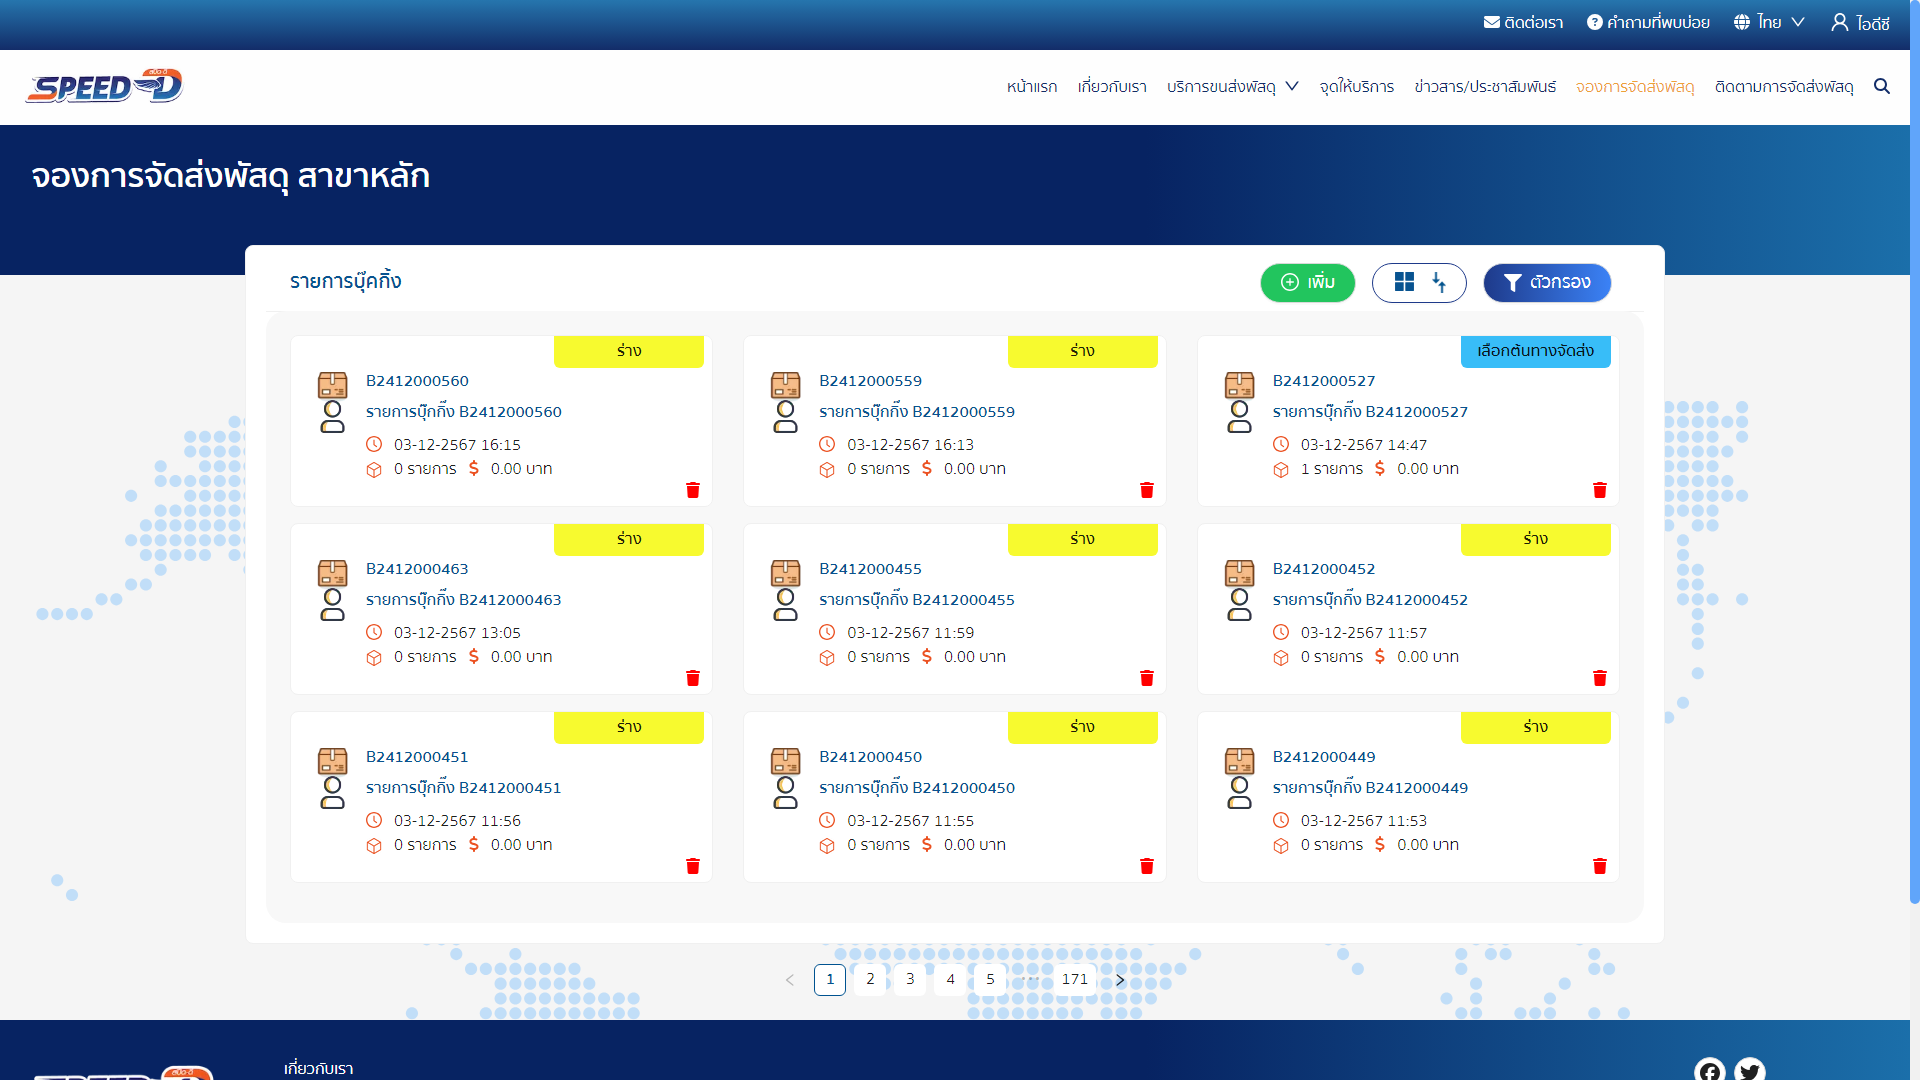 ติดต่อเรา คำถามที่พบบ่อย ไทย ไอดีซี
สปีด-ดี
SPEED-D
หน้าแรก เกี่ยวกับเรา บริการขนส่งพัสดุ จุดให้บริการ ข่าวสาร/ประชาสัมพันธ์ จองการจัดส่งพัสดุ ติดตามการจัดส่งพัสดุ
จองการจัดส่งพัสดุ สาขาหลัก
รายการบุ๊คกิ้ง เพิ่ม ตัวกรอง
ร่าง
B2412000560
รายการบุ๊กกิ๊ง B2412000560
03-12-2567 16:15
0 รายการ $ 0.00 บาท
ร่าง
B2412000559
รายการบุ๊กกิ๊ง B2412000559
03-12-2567 16:13
0 รายการ $ 0.00 บาท
เลือกต้นทางจัดส่ง
B2412000527
รายการบุ๊กกิ๊ง B2412000527
03-12-2567 14:47
1 รายการ $ 0.00 บาท
ร่าง
B2412000463
รายการบุ๊กกิ๊ง B2412000463
03-12-2567 13:05
0 รายการ $ 0.00 บาท
ร่าง
B2412000455
รายการบุ๊กกิ๊ง B2412000455
03-12-2567 11:59
0 รายการ $ 0.00 บาท
ร่าง
B2412000452
รายการบุ๊กกิ๊ง B2412000452
03-12-2567 11:57
0 รายการ $ 0.00 บาท
ร่าง
B2412000451
รายการบุ๊กกิ๊ง B2412000451
03-12-2567 11:56
0 รายการ $ 0.00 บาท
ร่าง
B2412000450
รายการบุ๊กกิ๊ง B2412000450
03-12-2567 11:55
0 รายการ $ 0.00 บาท
ร่าง
B2412000449
รายการบุ๊กกิ๊ง B2412000449
03-12-2567 11:53
0 รายการ $ 0.00 บาท
1 2 3 4 5 ••• 171
เกี่ยวกับเรา
สปีด-ดี